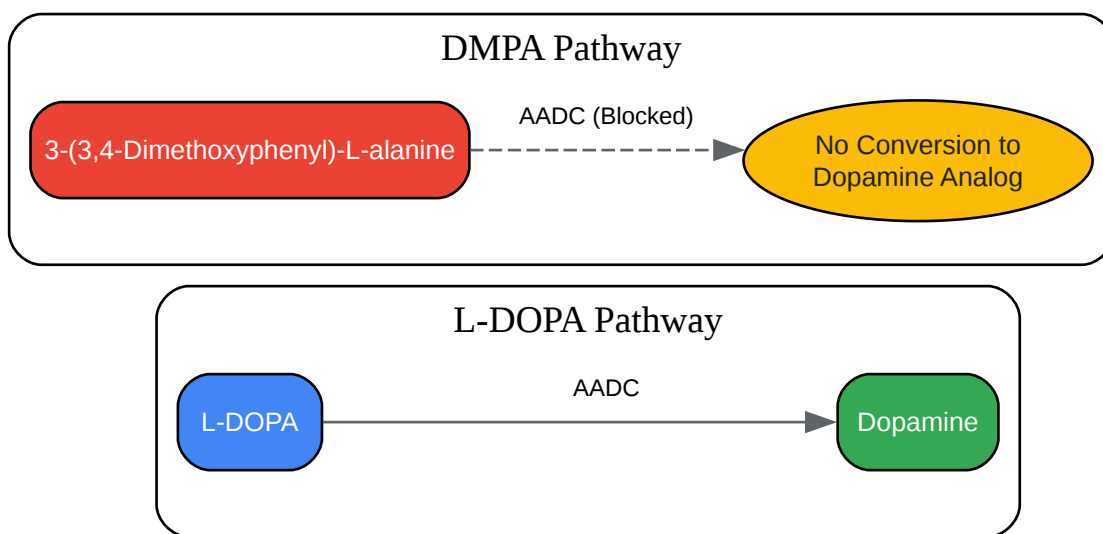 DMPA Pathway
3-(3,4-Dimethoxyphenyl)-L-alanine
AADC (Blocked)
No Conversion to
Dopamine Analog
L-DOPA Pathway
L-DOPA
AADC
Dopamine